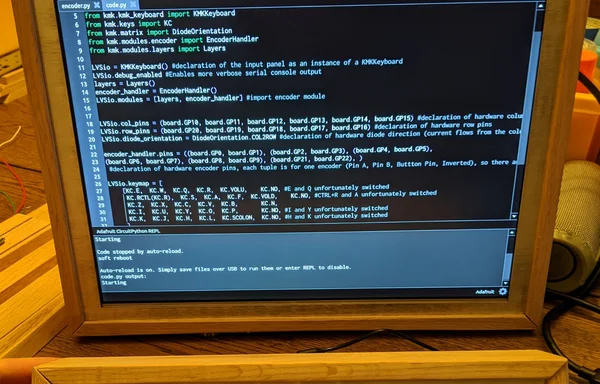 encoder.py code.py
5 from kmk.kmk_keyboard import KMKKeyboard
6 from kmk.keys import KC
7 from kmk.matrix import DiodeOrientation
8 from kmk.modules.encoder import EncoderHandler
9 from kmk.modules.layers import Layers
10
11 LYSio = KMKKeyboard() #declaration of the input panel as an instance of a KMKKeyboard
12 LYSio.debug_enabled #Enables more verbose serial console output
13 layers = Layers()
14 encoder_handler = EncoderHandler()
15 LYSio.modules = [layers, encoder_handler] #import encoder module
16
17
18 LYSio.col_pins = (board.GP10, board.GP11, board.GP12, board.GP13, board.GP14, board.GP15) #declaration of hardware colu
19 LYSio.row_pins = (board.GP20, board.GP19, board.GP18, board.GP17, board.GP16) #declaration of hardware row pins
20 LYSio.diode_orientation = DiodeOrientation.COL2ROW #declaration of hardware diode direction (current flows from the col
21
22 encoder_handler.pins = ((board.GP0, board.GP1), (board.GP2, board.GP3), (board.GP4, board.GP5),
23 (board.GP6, board.GP7), (board.GP8, board.GP9), (board.GP21, board.GP22), )
24 #declaration of hardware encoder pins, each tuple is for one encoder (Pin A, Pin B, Buttton Pin, Inverted), so there a
25
26 LYSio.keymap = [
27 [KC.E, KC.W, KC.Q, KC.R, KC.VOLU, KC.NO, #E and Q unfortunately switched
28 KC.RCTL(KC.R), KC.S, KC.A, KC.F, KC.VOLD, KC.NO, #CTRL+R and A unfortunately switched
29 KC.Z, KC.X, KC.C, KC.V, KC.B, KC.N,
30 KC.I, KC.U, KC.Y, KC.O, KC.P, KC.NO, #I and Y unfortunately switched
31 KC.K, KC.J, KC.H, KC.L, KC.SCOLON, KC.NO, #H and K unfortunately switched
Adafruit CircuitPython REPL
Starting
Code stopped by auto-reload.
soft reboot
Auto-reload is on. Simply save files over USB to run them or enter REPL to disable.
code.py output:
Starting
Adafruit